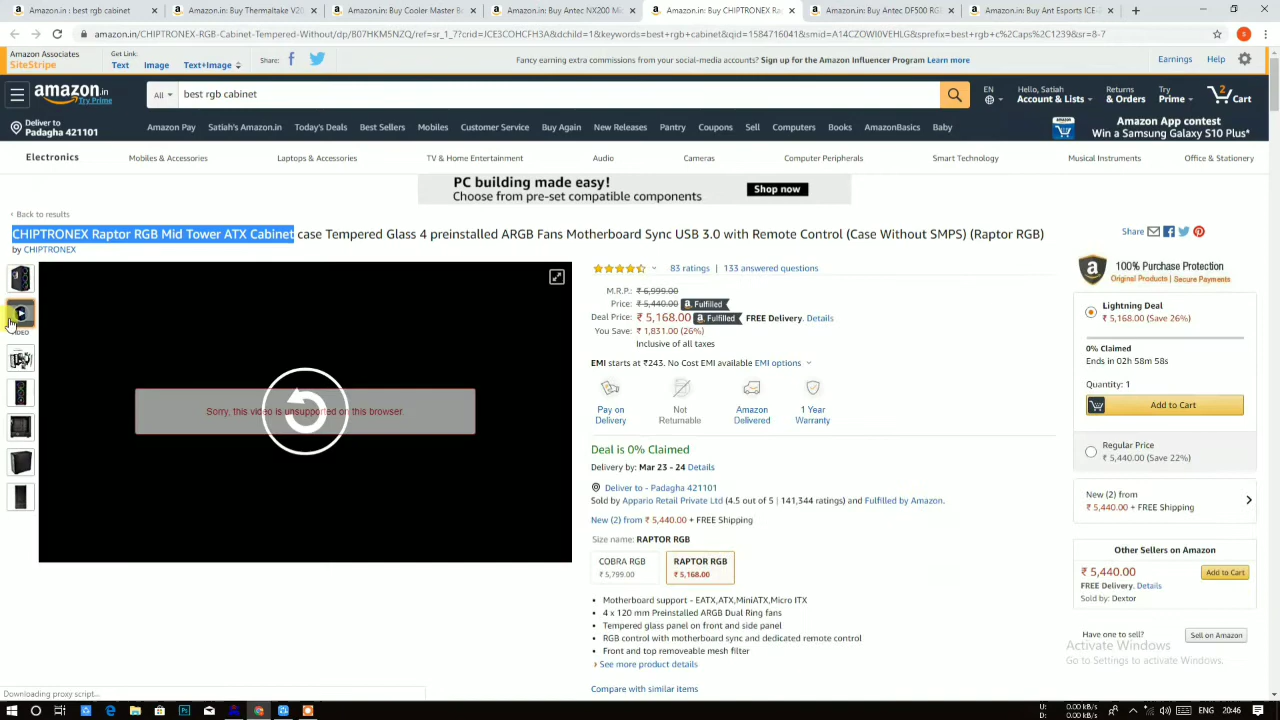 amazon.in: best rgb cabinet
amazon.in: Buy Thermaltake V20
amazon.in: Buy Cooler Master B
amazon.in: Buy Antec NX200 Mi
amazon.in: Buy CHIPTRONEX Ra
amazon.in: Buy Antec DF500 RG
amazon.in: Buy Ant Esports ICE-
amazon.in/CHIPTRONEX-RGB-Cabinet-Tempered-Without/dp/B07HKM5NZQ/ref=sr_1_7?crid=JCE3COHCFH3A&dchild=1&keywords=best+rgb+cabinet&qid=1584716041&smid=A14CZOWI0VEHLG&sprefix=best+rgb+c%2Caps%2C1239&sr=8-7
S
Amazon Associates
SiteStripe
Get Link:
Text Image Text+Image
Share:
Fancy earning extra commissions from your social-media accounts? Sign up for the Amazon Influencer Program Learn more
Earnings Help
amazon.in
Try Prime
All
best rgb cabinet
EN
Hello, Satiah
Account & Lists
Returns
& Orders
Try
Prime
2
Cart
Deliver to
Padagha 421101
Amazon Pay Satiah's Amazon.in Today's Deals Best Sellers Mobiles Customer Service Buy Again New Releases Pantry Coupons Sell Computers Books AmazonBasics Baby
Amazon App contest
Win a Samsung Galaxy S10 Plus*
Electronics Mobiles & Accessories Laptops & Accessories TV & Home Entertainment Audio Cameras Computer Peripherals Smart Technology Musical Instruments Office & Stationery
PC building made easy!
Choose from pre-set compatible components
Shop now
‹ Back to results
CHIPTRONEX Raptor RGB Mid Tower ATX Cabinet case Tempered Glass 4 preinstalled ARGB Fans Motherboard Sync USB 3.0 with Remote Control (Case Without SMPS) (Raptor RGB)
by CHIPTRONEX
Share
VIDEO
Sorry, this video is unsupported on this browser.
83 ratings | 133 answered questions
M.R.P.: ₹ 6,999.00
Price: ₹ 5,440.00 Fulfilled
Deal Price: ₹ 5,168.00 Fulfilled FREE Delivery. Details
You Save: ₹ 1,831.00 (26%)
Inclusive of all taxes
EMI starts at ₹243. No Cost EMI available EMI options
Pay on
Delivery
Not
Returnable
Amazon
Delivered
1 Year
Warranty
Deal is 0% Claimed
Delivery by: Mar 23 - 24 Details
Deliver to - Padagha 421101
Sold by Appario Retail Private Ltd (4.5 out of 5 | 141,344 ratings) and Fulfilled by Amazon.
New (2) from ₹ 5,440.00 + FREE Shipping
Size name: RAPTOR RGB
COBRA RGB
₹ 5,799.00
RAPTOR RGB
₹ 5,168.00
• Motherboard support - EATX,ATX,MiniATX,Micro ITX
• 4 x 120 mm Preinstalled ARGB Dual Ring fans
• Tempered glass panel on front and side panel
• RGB control with motherboard sync and dedicated remote control
• Front and top removeable mesh filter
› See more product details
Compare with similar items
a
100% Purchase Protection
Original Products | Secure Payments
Lightning Deal
₹ 5,168.00 (Save 26%)
0% Claimed
Ends in 02h 58m 58s
Quantity: 1
Add to Cart
Regular Price
₹ 5,440.00 (Save 22%)
New (2) from
₹ 5,440.00 + FREE Shipping
Other Sellers on Amazon
₹ 5,440.00
Add to Cart
FREE Delivery. Details
Sold by: Dextor
Have one to sell?
Sell on Amazon
Activate Windows
Go to Settings to activate Windows.
Downloading proxy script...
U: 0.00 kB/s
D: 0.00 kB/s
ENG
20:46